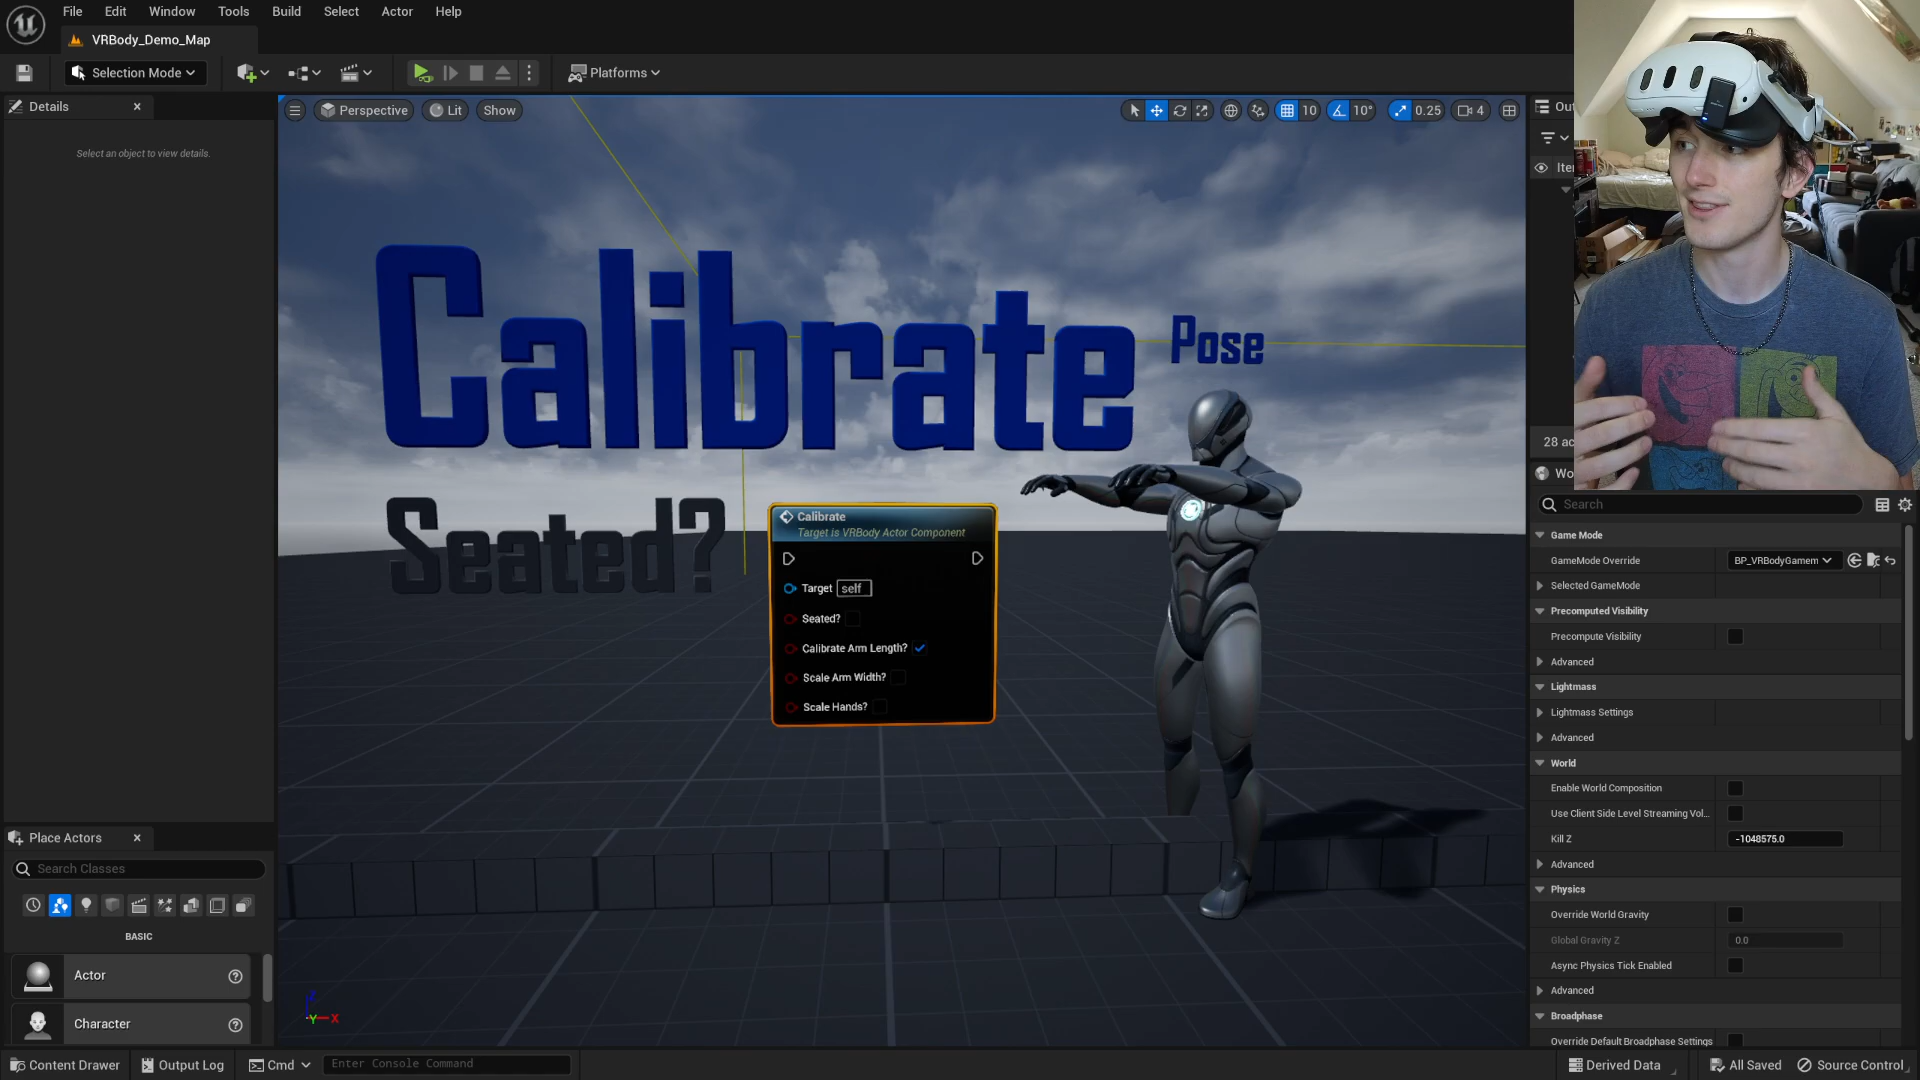 File Edit Window Tools Build Select Actor Help
VRBody_Demo_Map
Selection Mode
Platforms
Details
Select an object to view details.
Perspective
Lit
Show
10
10°
0.25
4
Calibrate
Pose
Seated?
Calibrate
Target is VRBody Actor Component
Target self
Seated?
Calibrate Arm Length?
Scale Arm Width?
Scale Hands?
28 ac
Search
Game Mode
GameMode Override BP_VRBodyGamem
Selected GameMode
Precomputed Visibility
Precompute Visibility
Advanced
Lightmass
Lightmass Settings
Advanced
World
Enable World Composition
Use Client Side Level Streaming Vol...
Kill Z -1048575.0
Advanced
Physics
Override World Gravity
Global Gravity Z 0.0
Async Physics Tick Enabled
Advanced
Broadphase
Override Default Broadphase Settings
Place Actors
Search Classes
BASIC
Actor
Character
Z
Y X
Content Drawer
Output Log
Cmd
Enter Console Command
Derived Data
All Saved
Source Control